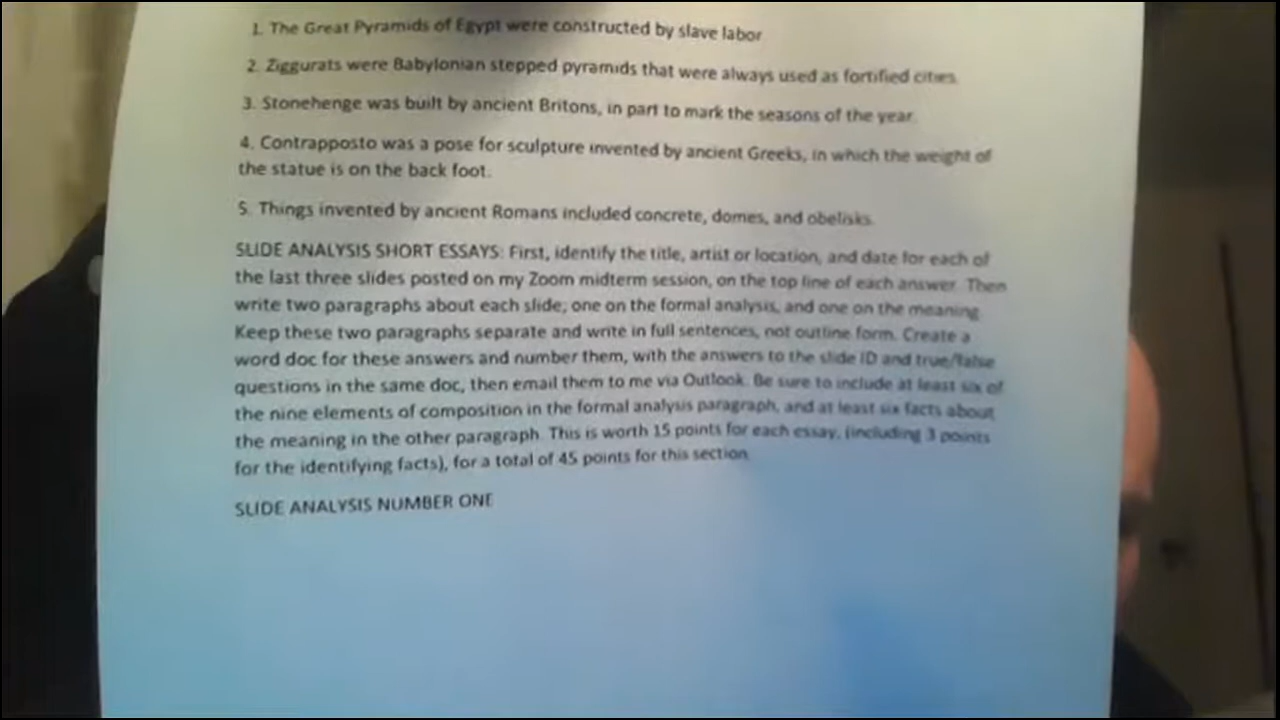 1. The Great Pyramids of Egypt were constructed by slave labor
2. Ziggurats were Babylonian stepped pyramids that were always used as fortified cities.
3. Stonehenge was built by ancient Britons, in part to mark the seasons of the year.
4. Contrapposto was a pose for sculpture invented by ancient Greeks, in which the weight of
the statue is on the back foot.
5. Things invented by ancient Romans included concrete, domes, and obelisks.
SLIDE ANALYSIS SHORT ESSAYS: First, identify the title, artist or location, and date for each of
the last three slides posted on my Zoom midterm session, on the top line of each answer. Then
write two paragraphs about each slide; one on the formal analysis, and one on the meaning.
Keep these two paragraphs separate and write in full sentences, not outline form. Create a
word doc for these answers and number them, with the answers to the slide ID and true/false
questions in the same doc, then email them to me via Outlook. Be sure to include at least six of
the nine elements of composition in the formal analysis paragraph, and at least six facts about
the meaning in the other paragraph. This is worth 15 points for each essay, (including 3 points
for the identifying facts), for a total of 45 points for this section.
SLIDE ANALYSIS NUMBER ONE